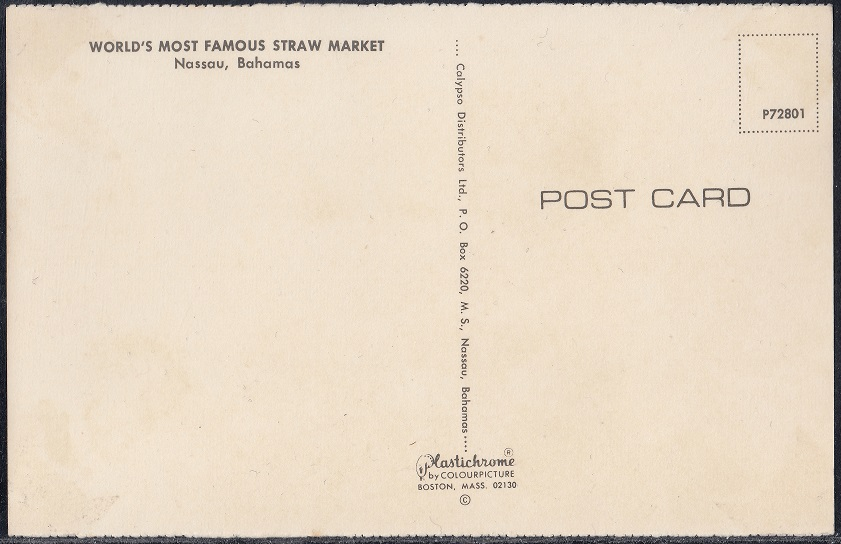 WORLD'S MOST FAMOUS STRAW MARKET
Nassau, Bahamas
.... Calypso Distributors Ltd., P. O. Box 6220, M. S., Nassau, Bahamas....
P72801
POST CARD
Plastichrome ®
by COLOURPICTURE
BOSTON, MASS. 02130
©